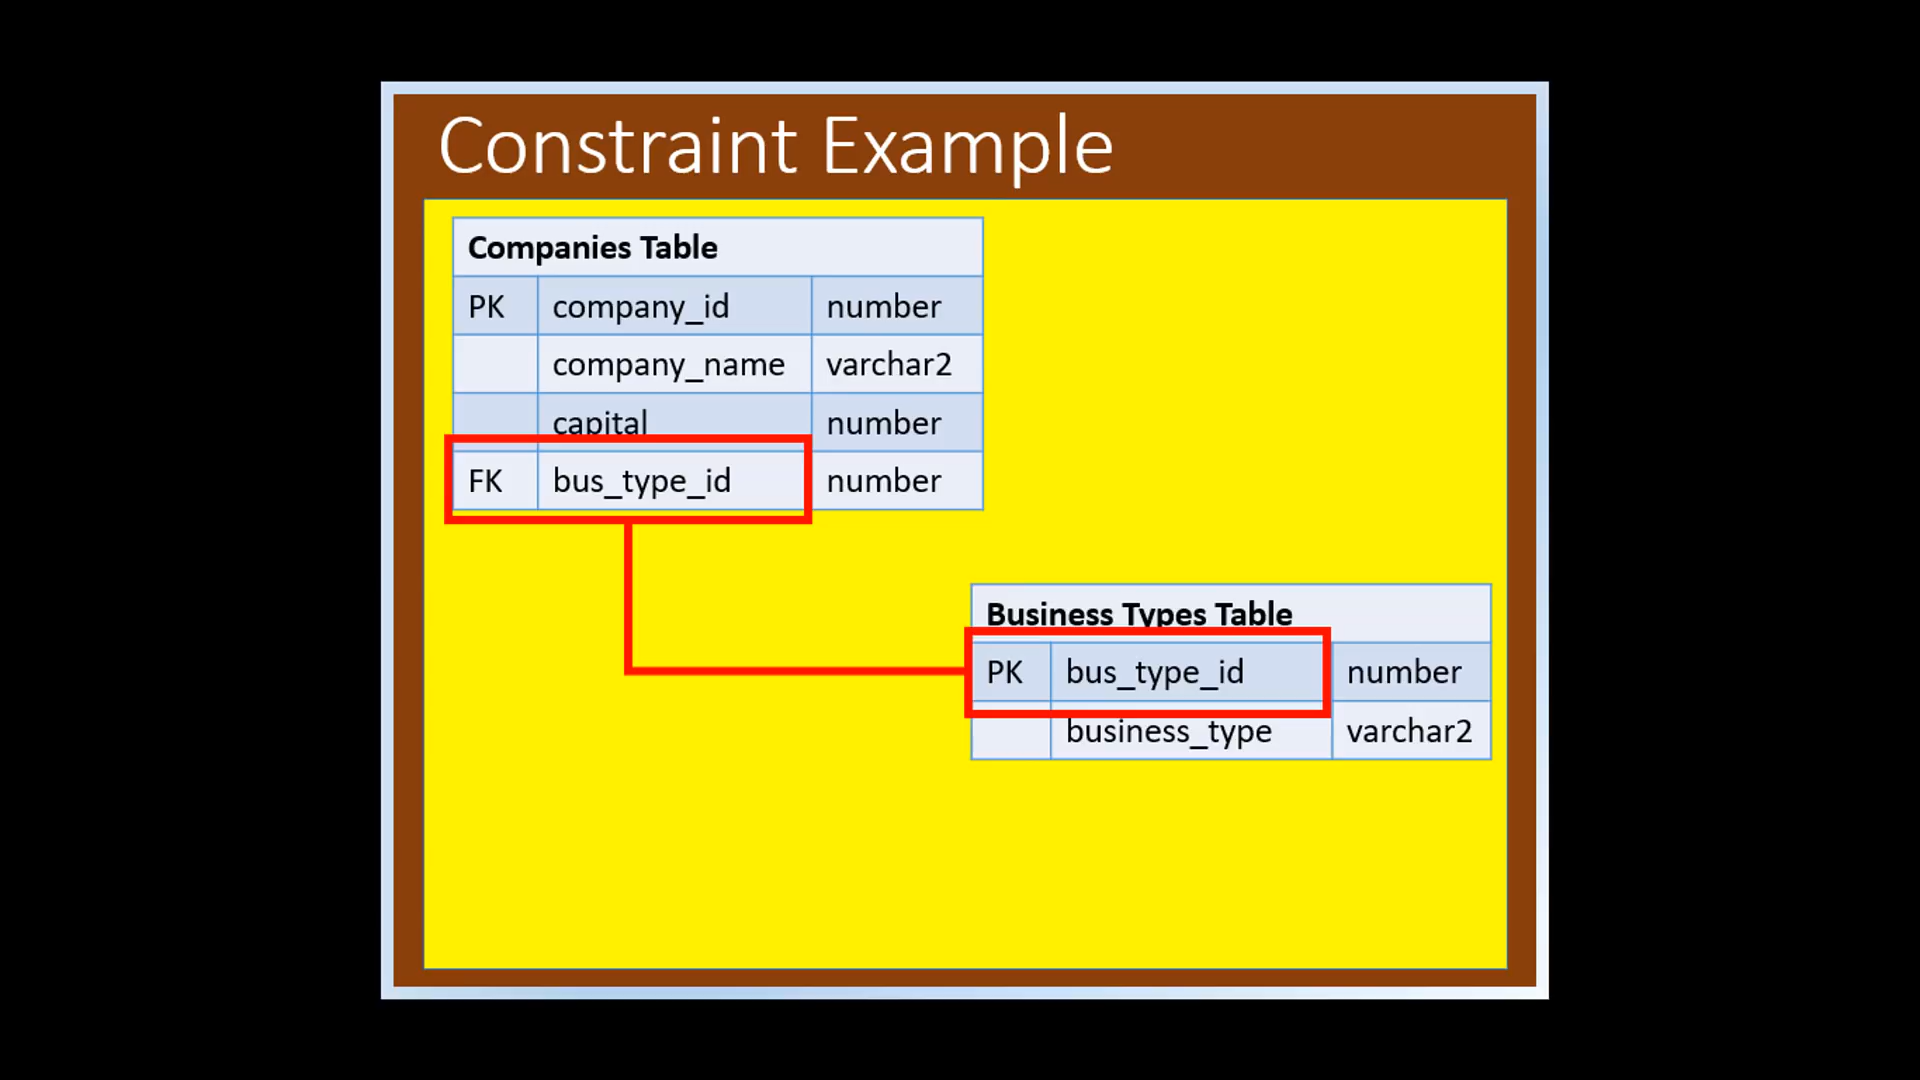 Constraint Example
Companies Table
PK company_id number
company_name varchar2
capital number
FK bus_type_id number
Business Types Table
PK bus_type_id number
business_type varchar2